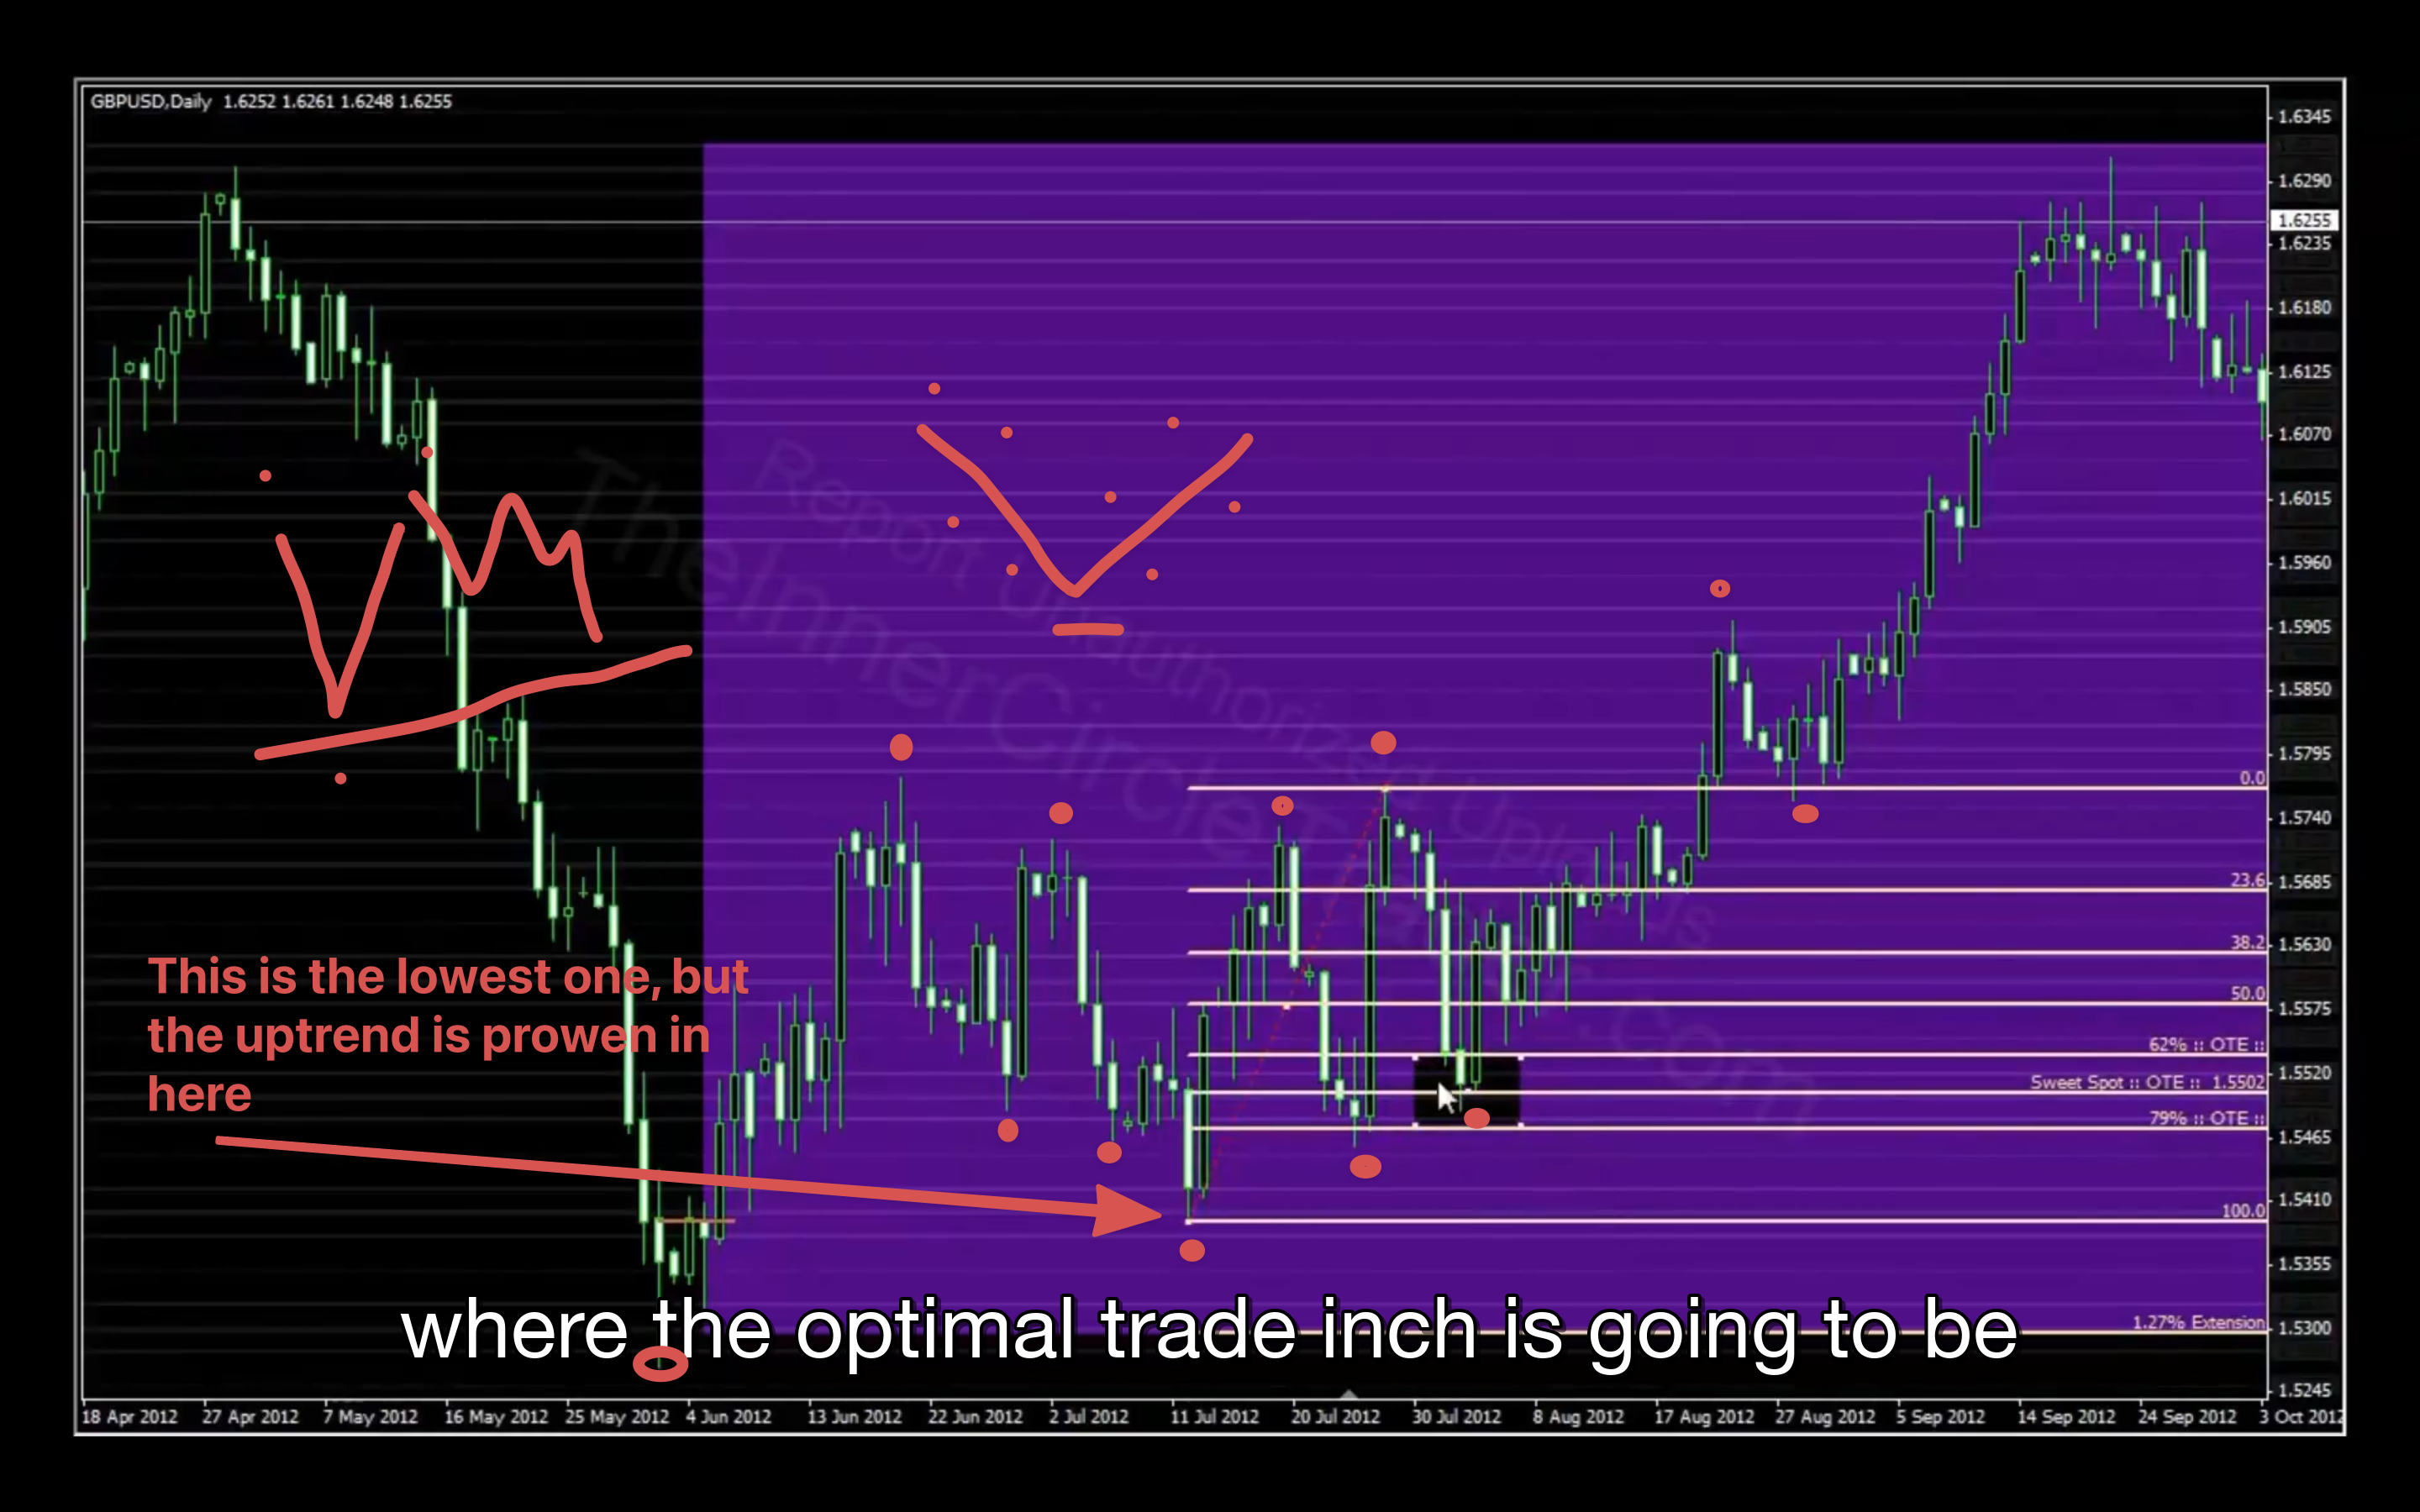 GBPUSD,Daily 1.6252 1.6261 1.6248 1.6255
1.6345
1.6290
1.6255
1.6235
1.6180
1.6125
1.6070
1.6015
1.5960
1.5905
1.5850
1.5795
1.5740
1.5685
1.5630
1.5575
1.5520
1.5465
1.5410
1.5355
1.5300
1.5245
Report Unauthorized Uploads
TheInnerCircleTrader.com
0.0
23.6
38.2
50.0
62% :: OTE ::
Sweet Spot :: OTE :: 1.5502
79% :: OTE ::
100.0
1.27% Extension
This is the lowest one, but
the uptrend is prowen in
here
where the optimal trade inch is going to be
18 Apr 2012 27 Apr 2012 7 May 2012 16 May 2012 25 May 2012 4 Jun 2012 13 Jun 2012 22 Jun 2012 2 Jul 2012 11 Jul 2012 20 Jul 2012 30 Jul 2012 8 Aug 2012 17 Aug 2012 27 Aug 2012 5 Sep 2012 14 Sep 2012 24 Sep 2012 3 Oct 2012